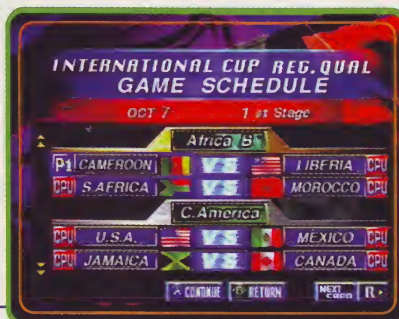 INTERNATIONAL CUP REG.QUAL
GAME SCHEDULE
OCT 7 1 st Stage
Africa B
P1 CAMEROON VS LIBERIA CPU
CPU S.AFRICA VS MOROCCO CPU
C.America
CPU U.S.A. VS MEXICO CPU
CPU JAMAICA VS CANADA CPU
A CONTINUE B RETURN NEXT CARD R